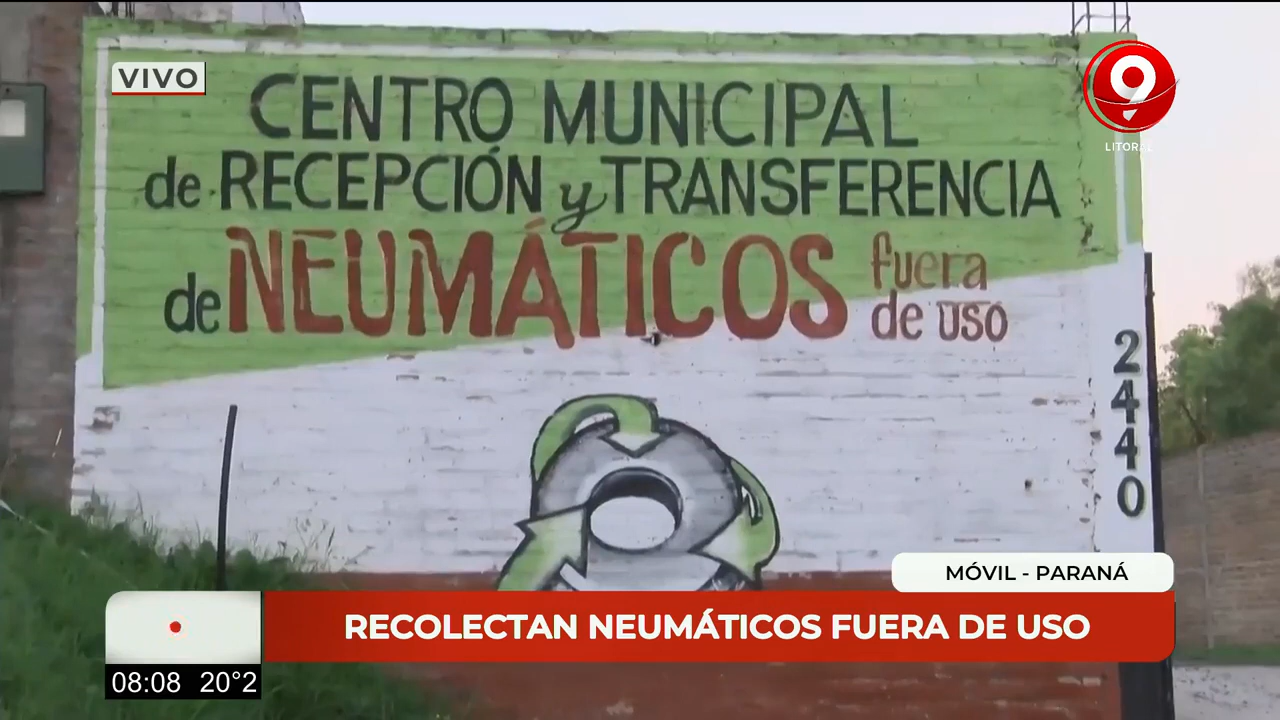 VIVO
9
LITORAL
CENTRO MUNICIPAL
de RECEPCIÓN y TRANSFERENCIA
de NEUMÁTICOS fuera
de uso
2440
MÓVIL - PARANÁ
RECOLECTAN NEUMÁTICOS FUERA DE USO
08:08 20°2